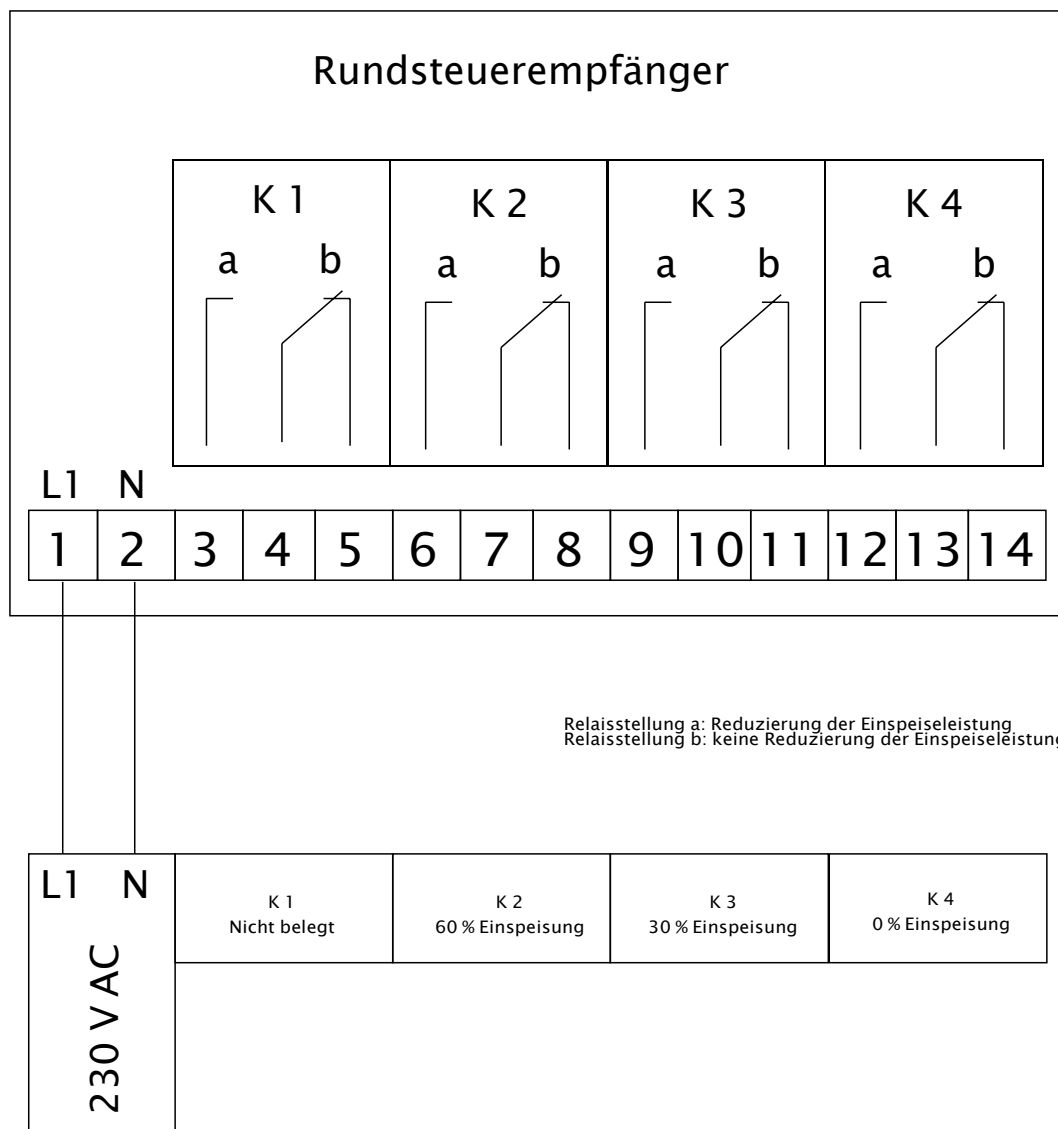 Rundsteuerempfänger
K 1 K 2 K 3 K 4
a b a b a b a b
L1 N
1 2 3 4 5 6 7 8 9 10 11 12 13 14
Relaisstellung a: Reduzierung der Einspeiseleistung
Relaisstellung b: keine Reduzierung der Einspeiseleistung
L1 N
230 V AC
K 1
Nicht belegt
K 2
60 % Einspeisung
K 3
30 % Einspeisung
K 4
0 % Einspeisung